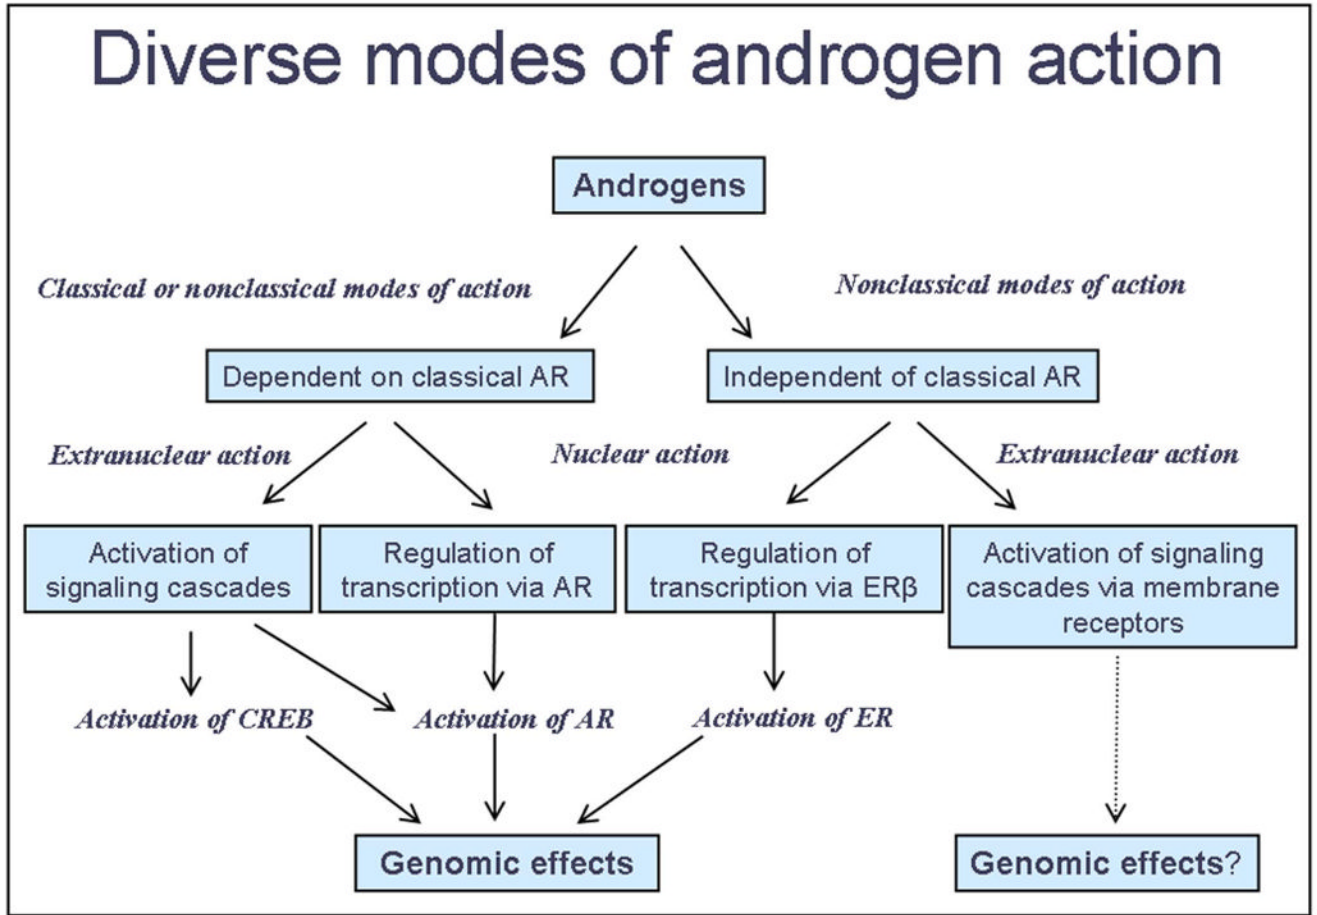 Diverse modes of androgen action
Androgens
Classical or nonclassical modes of action
Nonclassical modes of action
Dependent on classical AR
Independent of classical AR
Extranuclear action
Nuclear action
Extranuclear action
Activation of
signaling cascades
Regulation of
transcription via AR
Regulation of
transcription via ERβ
Activation of signaling
cascades via membrane
receptors
Activation of CREB
Activation of AR
Activation of ER
Genomic effects
Genomic effects?